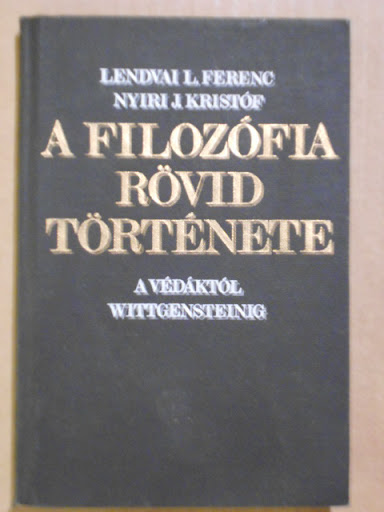 LENDVAI L. FERENC
NYIRI J. KRISTÓF
A FILOZÓFIA
RÖVID
TÖRTÉNETE
A VÉDÁKTÓL
WITTGENSTEINIG